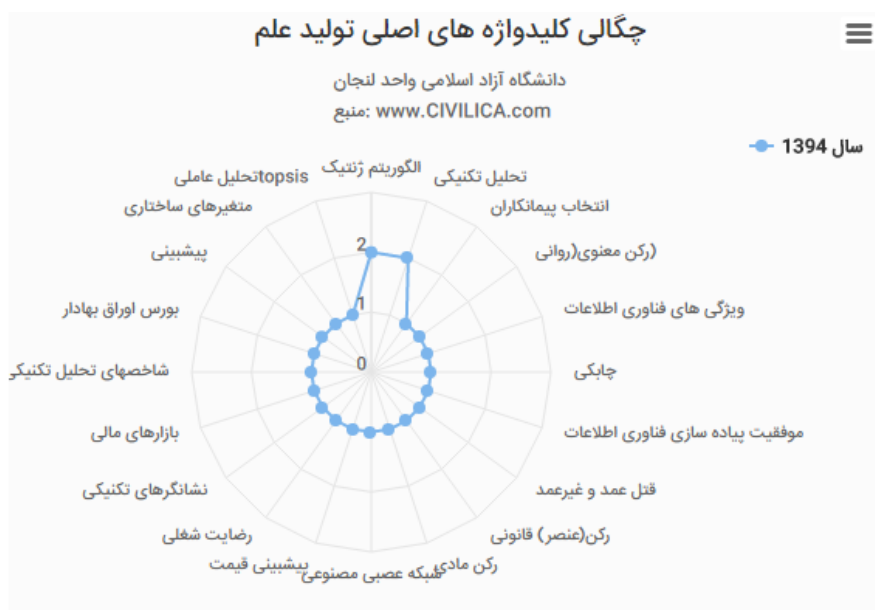 چگالی کلیدواژه های اصلی تولید علم
دانشگاه آزاد اسلامی واحد لنجان
منبع: www.CIVILICA.com
سال 1394
الگوریتم ژنتیک
تحلیل تکنیکی
انتخاب پیمانکاران
(رکن معنوی(روانی
ویژگی های فناوری اطلاعات
چابکی
موفقیت پیاده سازی فناوری اطلاعات
قتل عمد و غیرعمد
رکن(عنصر) قانونی
رکن مادی
شبکه عصبی مصنوعی
پیشبینی قیمت
رضایت شغلی
نشانگرهای تکنیکی
بازارهای مالی
شاخصهای تحلیل تکنیکی
بورس اوراق بهادار
پیشبینی
متغیرهای ساختاری
topsisتحلیل عاملی
2
1
0